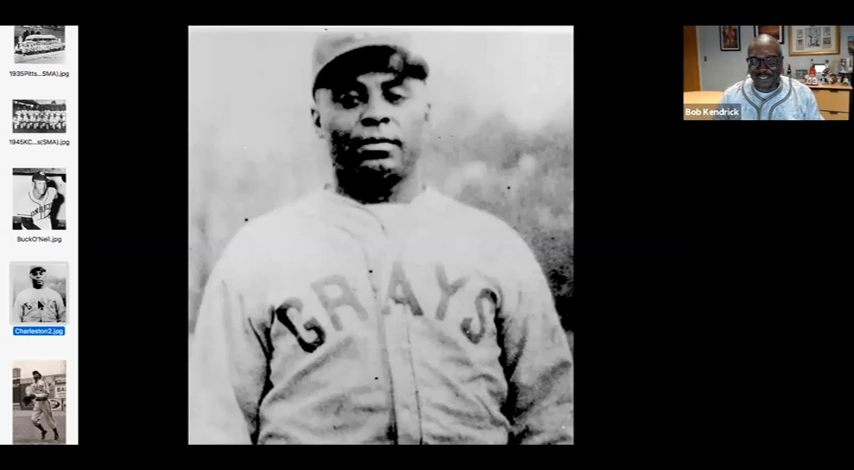 1935Pitts...SMA).jpg
1945KC...s(SMA).jpg
BuckO'Neil.jpg
Charleston2.jpg
GRAYS
Bob Kendrick